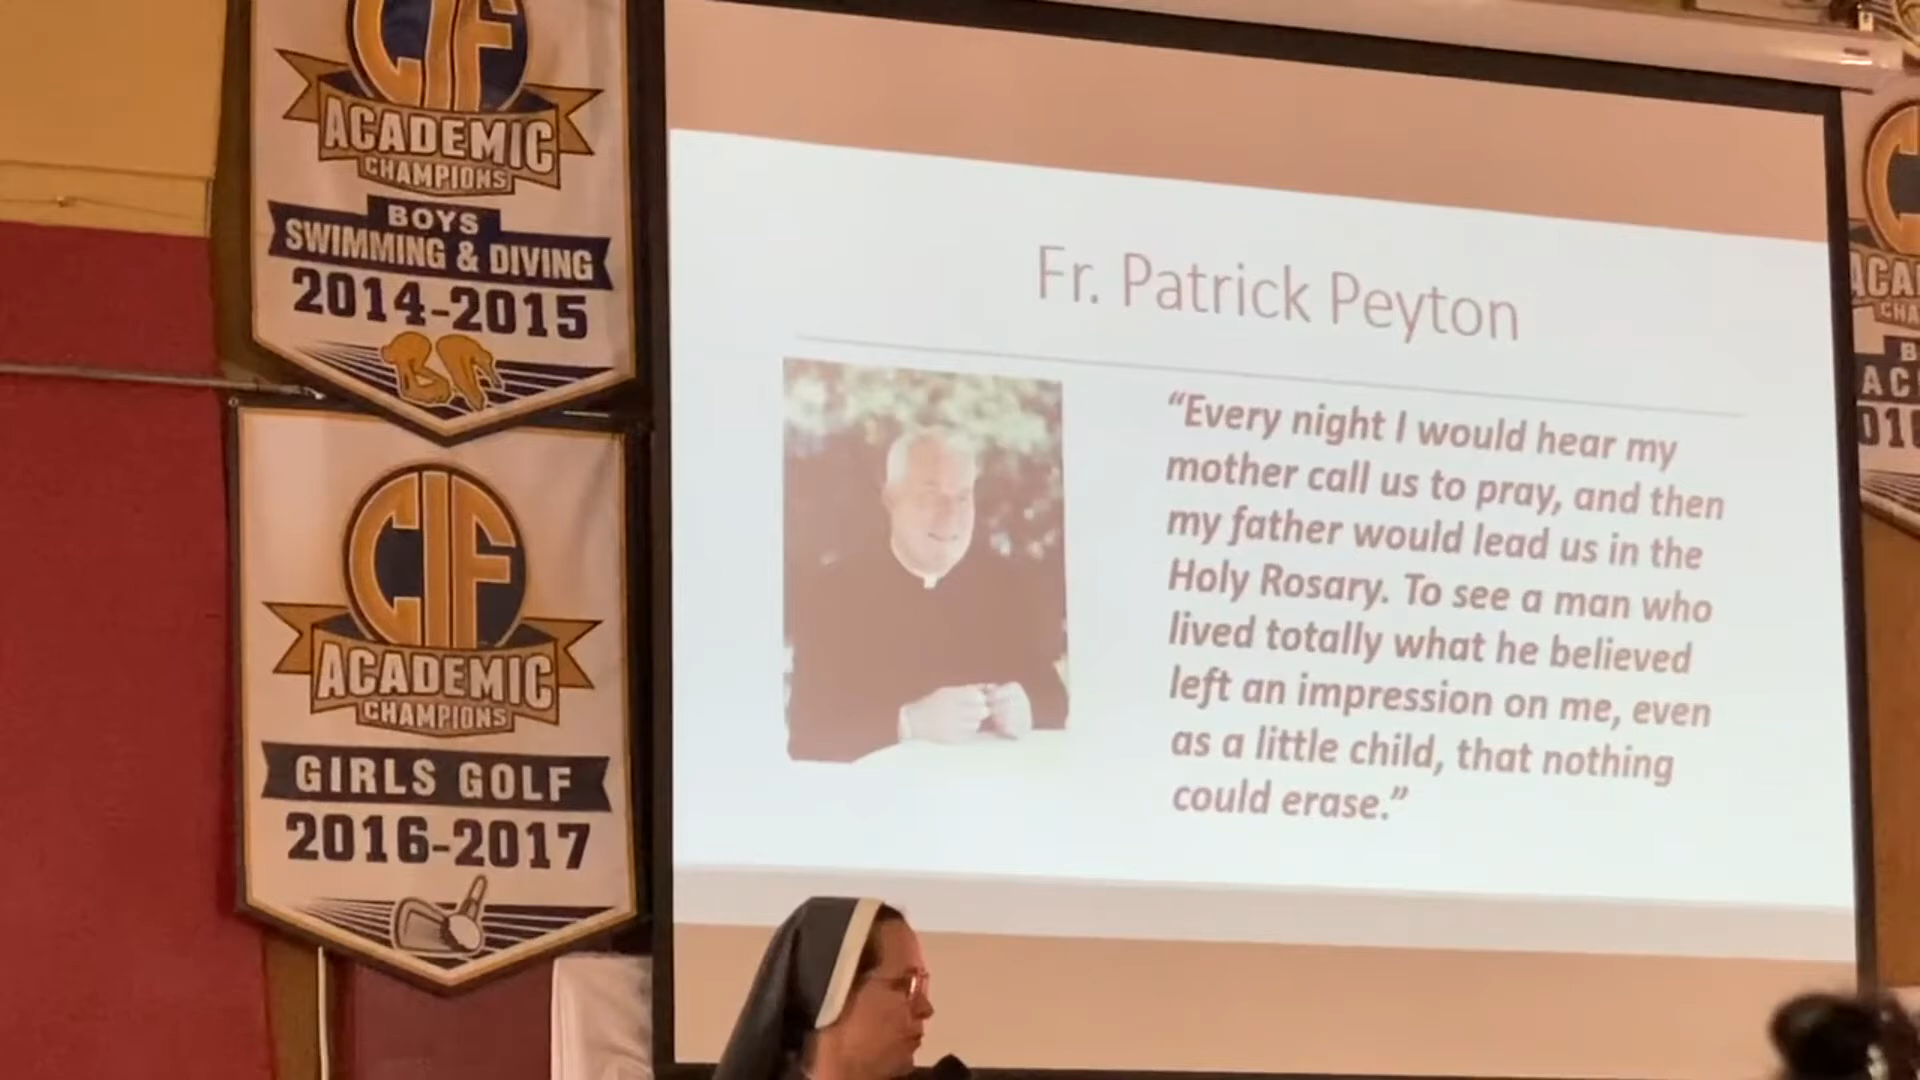 CIF
ACADEMIC
CHAMPIONS
BOYS
SWIMMING & DIVING
2014-2015
CIF
ACADEMIC
CHAMPIONS
GIRLS GOLF
2016-2017
Fr. Patrick Peyton
“Every night I would hear my
mother call us to pray, and then
my father would lead us in the
Holy Rosary. To see a man who
lived totally what he believed
left an impression on me, even
as a little child, that nothing
could erase.”